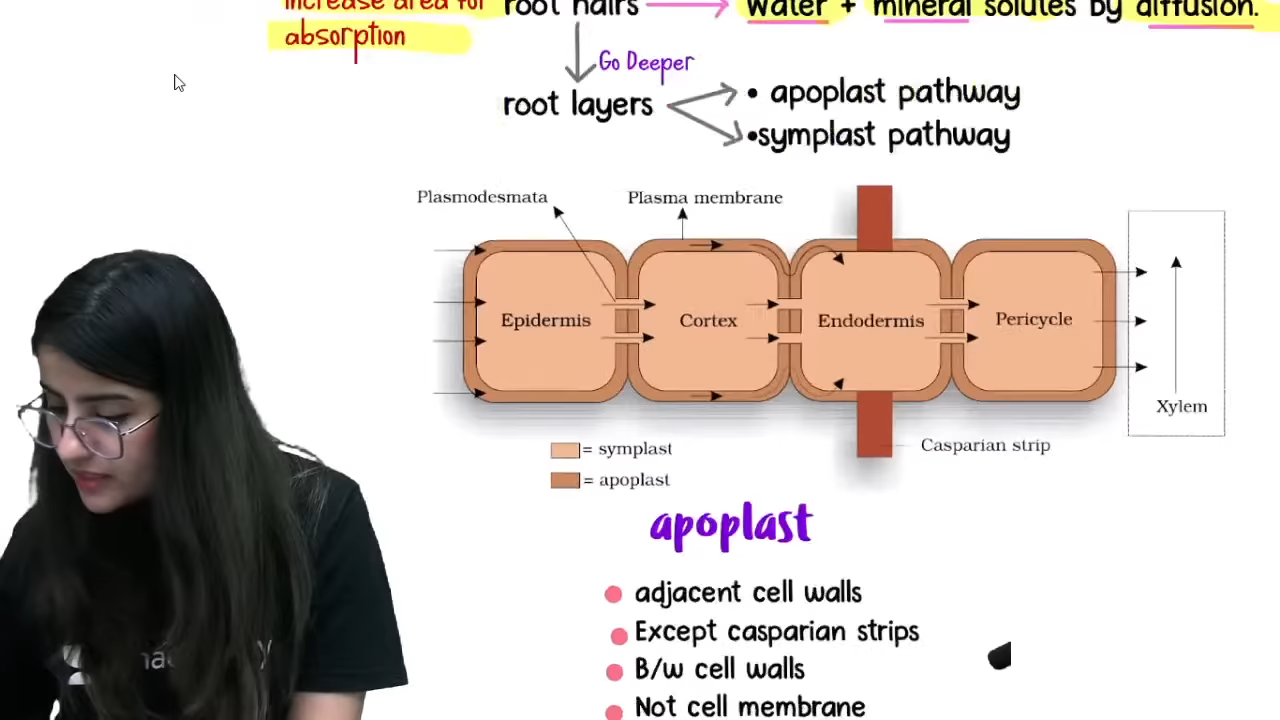 increase area for
absorption
root hairs
Water + mineral solutes by diffusion.
Go Deeper
root layers
• apoplast pathway
•symplast pathway
Plasmodesmata
Plasma membrane
Epidermis
Cortex
Endodermis
Pericycle
Xylem
Casparian strip
= symplast
= apoplast
apoplast
adjacent cell walls
Except casparian strips
B/w cell walls
Not cell membrane